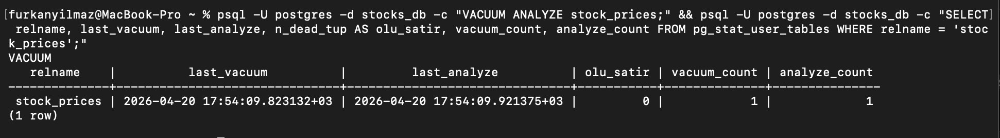 [furkanyilmaz@MacBook-Pro ~ % psql -U postgres -d stocks_db -c "VACUUM ANALYZE stock_prices;" && psql -U postgres -d stocks_db -c "SELECT]
 relname, last_vacuum, last_analyze, n_dead_tup AS olu_satir, vacuum_count, analyze_count FROM pg_stat_user_tables WHERE relname = 'stoc
k_prices';"
VACUUM
   relname    |          last_vacuum          |         last_analyze          | olu_satir | vacuum_count | analyze_count
--------------+-------------------------------+-------------------------------+-----------+--------------+---------------
 stock_prices | 2026-04-20 17:54:09.823132+03 | 2026-04-20 17:54:09.921375+03 |         0 |            1 |             1
(1 row)